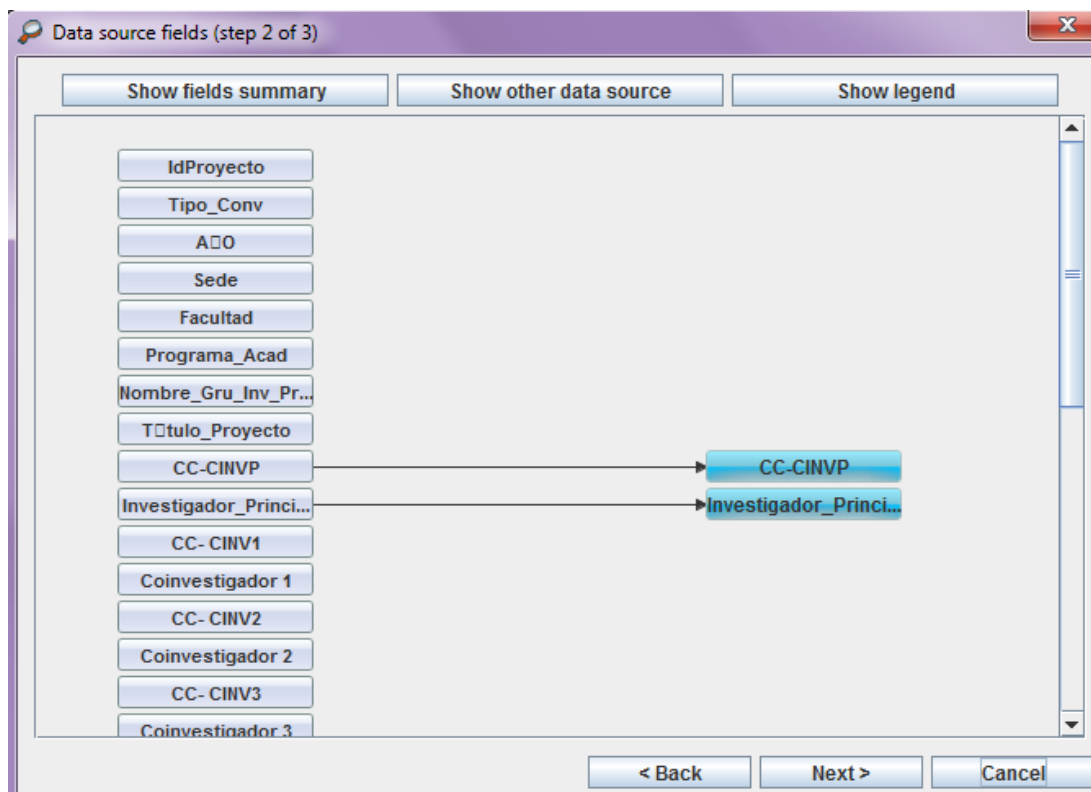 Data source fields (step 2 of 3)
Show fields summary Show other data source Show legend
IdProyecto
Tipo_Conv
A□O
Sede
Facultad
Programa_Acad
Nombre_Gru_Inv_Pr...
T□tulo_Proyecto
CC-CINVP CC-CINVP
Investigador_Princi... Investigador_Princi...
CC- CINV1
Coinvestigador 1
CC- CINV2
Coinvestigador 2
CC- CINV3
Coinvestigador 3
< Back Next > Cancel